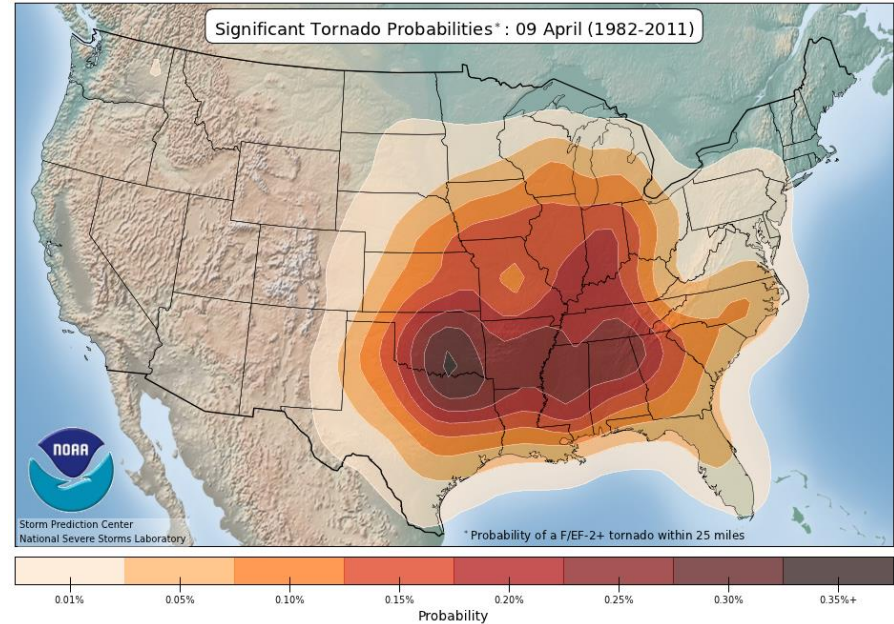 Significant Tornado Probabilities*: 09 April (1982-2011)
NOAA
Storm Prediction Center
National Severe Storms Laboratory
*Probability of a F/EF-2+ tornado within 25 miles
0.01% 0.05% 0.10% 0.15% 0.20% 0.25% 0.30% 0.35%+
Probability